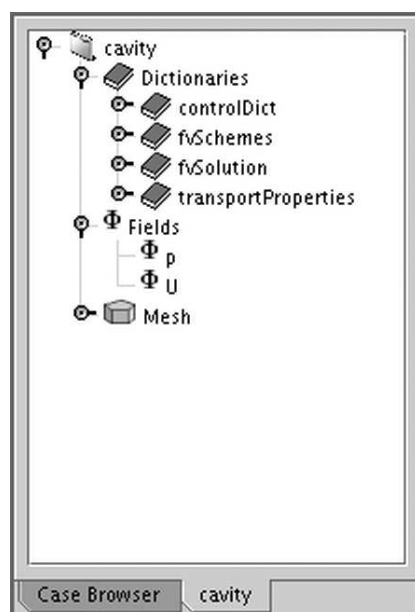 cavity
Dictionaries
controlDict
fvSchemes
fvSolution
transportProperties
Φ Fields
Φ p
Φ U
Mesh
Case Browser cavity